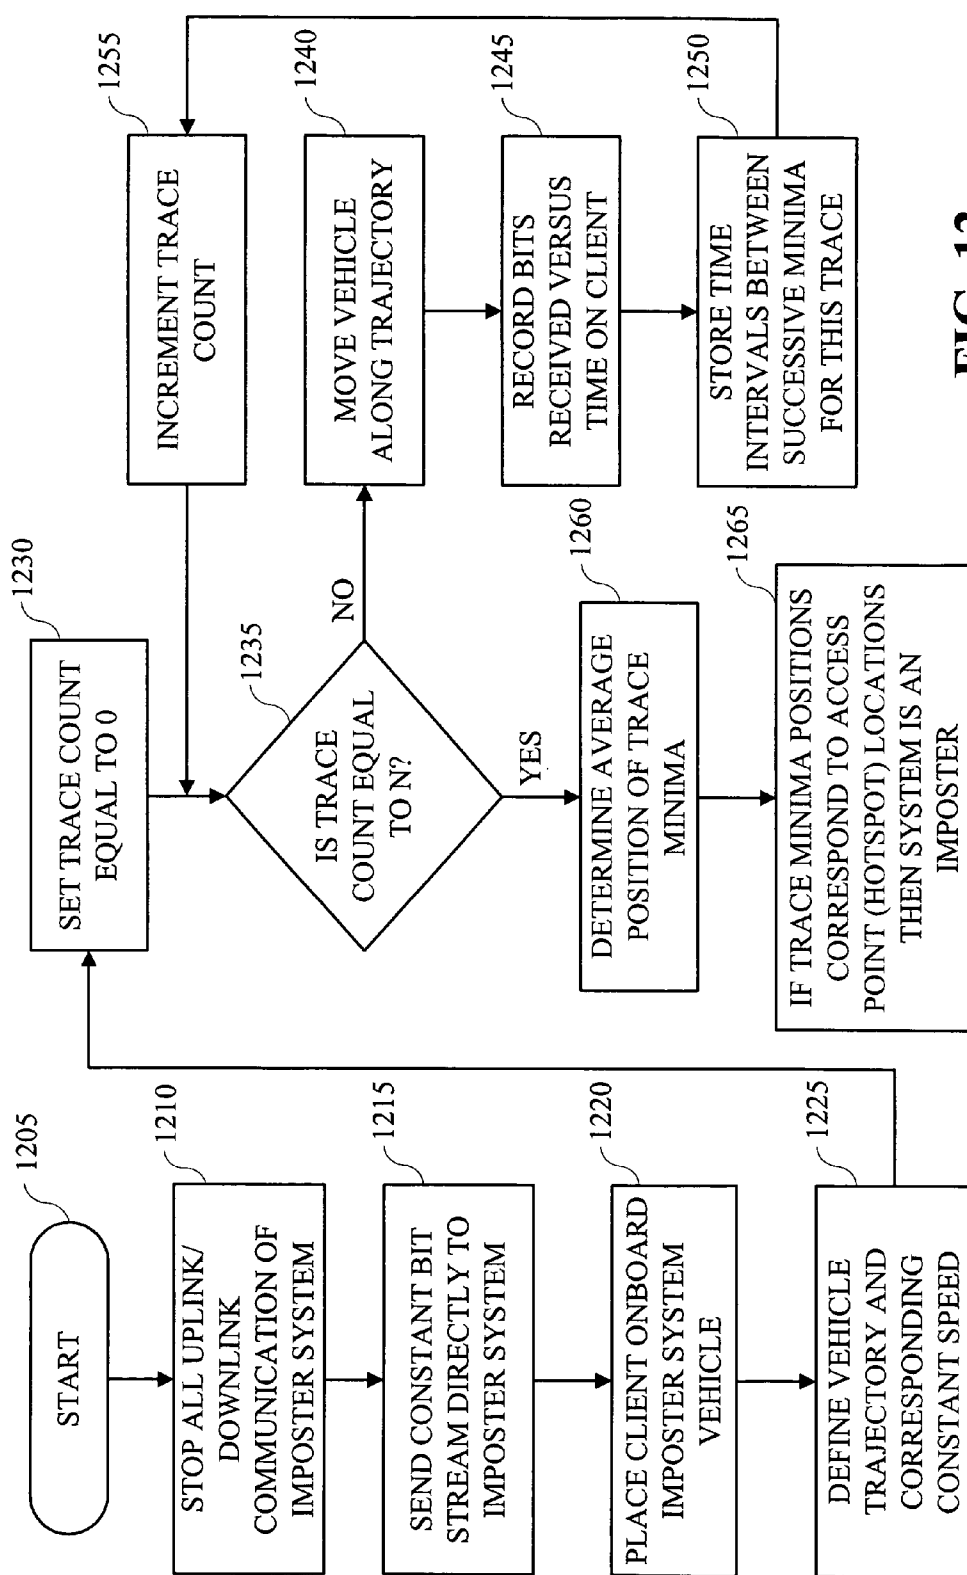 START
1205
STOP ALL UPLINK/
DOWNLINK
COMMUNICATION OF
IMPOSTER SYSTEM
1210
SEND CONSTANT BIT
STREAM DIRECTLY TO
IMPOSTER SYSTEM
1215
PLACE CLIENT ONBOARD
IMPOSTER SYSTEM
VEHICLE
1220
DEFINE VEHICLE
TRAJECTORY AND
CORRESPONDING
CONSTANT SPEED
1225
SET TRACE COUNT
EQUAL TO 0
1230
IS TRACE
COUNT EQUAL
TO N?
1235
NO
YES
MOVE VEHICLE
ALONG TRAJECTORY
1240
RECORD BITS
RECEIVED VERSUS
TIME ON CLIENT
1245
STORE TIME
INTERVALS BETWEEN
SUCCESSIVE MINIMA
FOR THIS TRACE
1250
INCREMENT TRACE
COUNT
1255
DETERMINE AVERAGE
POSITION OF TRACE
MINIMA
1260
IF TRACE MINIMA POSITIONS
CORRESPOND TO ACCESS
POINT (HOTSPOT) LOCATIONS
THEN SYSTEM IS AN
IMPOSTER
1265